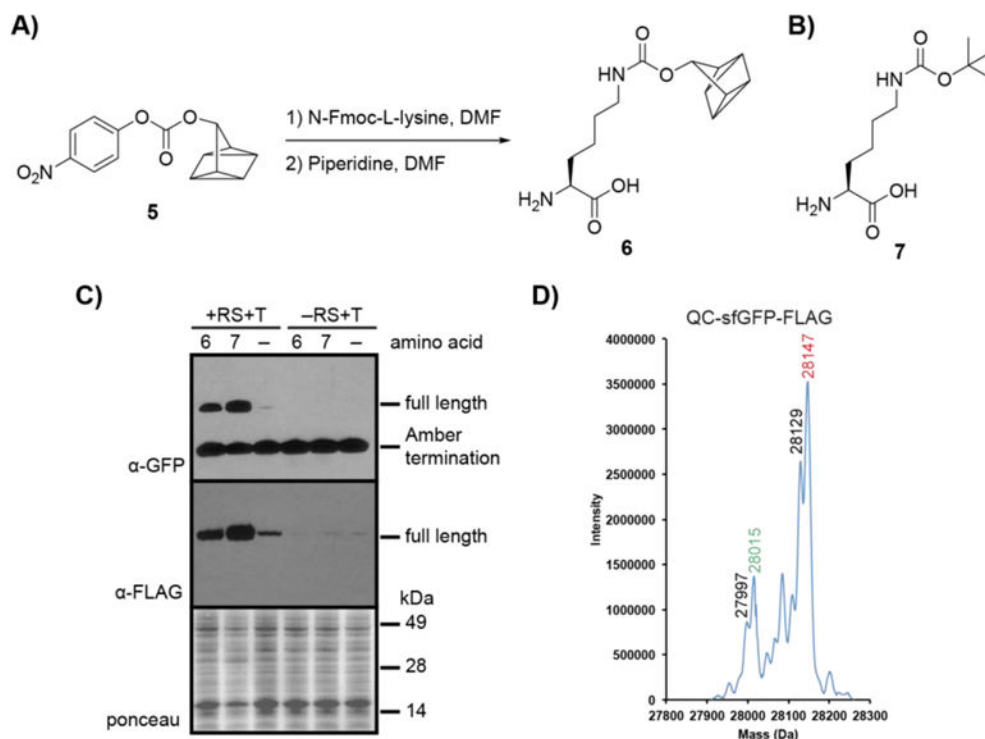 A)
O₂N
O
O
O
5
1) N-Fmoc-L-lysine, DMF
2) Piperidine, DMF
HN
O
O
H₂N
OH
O
6
B)
HN
O
O
H₂N
OH
O
7
C)
+RS+T –RS+T
6 7 – 6 7 – amino acid
full length
Amber
termination
α-GFP
full length
α-FLAG
kDa
49
28
14
ponceau
D)
QC-sfGFP-FLAG
Intensity
4000000
3500000
3000000
2500000
2000000
1500000
1000000
500000
0
27997
28015
28129
28147
27800 27900 28000 28100 28200 28300
Mass (Da)